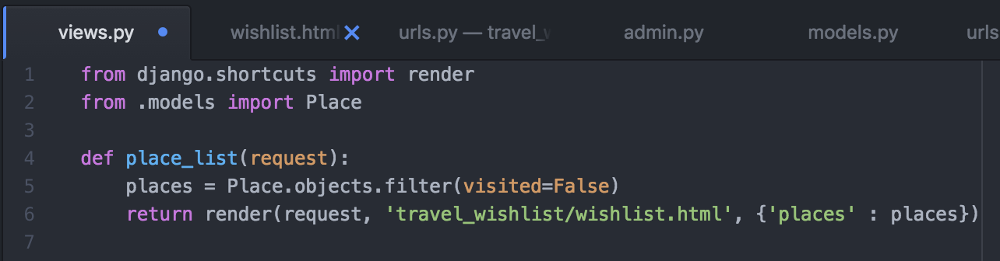 views.py wishlist.html urls.py — travel_ admin.py models.py urls
1 from django.shortcuts import render
2 from .models import Place
3
4 def place_list(request):
5     places = Place.objects.filter(visited=False)
6     return render(request, 'travel_wishlist/wishlist.html', {'places' : places})
7